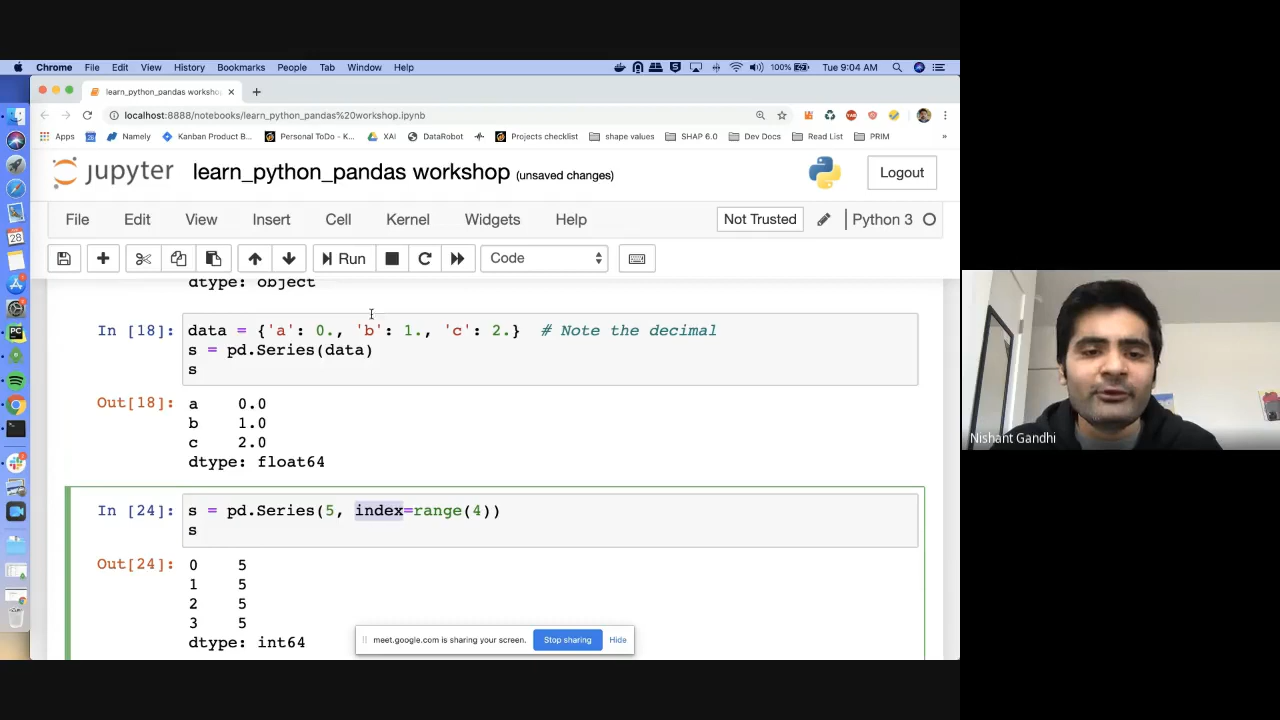 Chrome File Edit View History Bookmarks People Tab Window Help 100% Tue 9:04 AM
learn_python_pandas worksho
localhost:8888/notebooks/learn_python_pandas%20workshop.ipynb
Apps Namely Kanban Product B... Personal ToDo - K... XAI DataRobot Projects checklist shape values SHAP 6.0 Dev Docs Read List PRIM »
jupyter learn_python_pandas workshop (unsaved changes) Logout
File Edit View Insert Cell Kernel Widgets Help Not Trusted Python 3
Run Code
dtype: object
In [18]: data = {'a': 0., 'b': 1., 'c': 2.} # Note the decimal
s = pd.Series(data)
s
Out[18]: a 0.0
b 1.0
c 2.0
dtype: float64
In [24]: s = pd.Series(5, index=range(4))
s
Out[24]: 0 5
1 5
2 5
3 5
dtype: int64
meet.google.com is sharing your screen. Stop sharing Hide
Nishant Gandhi